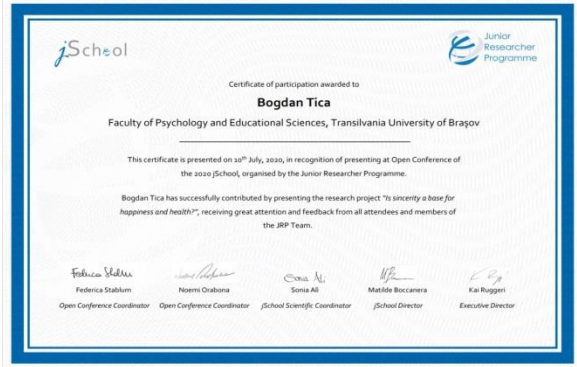 jSchool
Junior
Researcher
Programme
Certificate of participation awarded to
Bogdan Tica
Faculty of Psychology and Educational Sciences, Transilvania University of Brașov
This certificate is presented on 10th July, 2020, in recognition of presenting at Open Conference of
the 2020 jSchool, organised by the Junior Researcher Programme.
Bogdan Tica has successfully contributed by presenting the research project "Is sincerity a base for
happiness and health?", receiving great attention and feedback from all attendees and members of
the JRP Team.
Federica Stablum Noemi Orabona Sonia Alì Matilde Boccanera Kai Ruggeri
Open Conference Coordinator Open Conference Coordinator jSchool Scientific Coordinator jSchool Director Executive Director